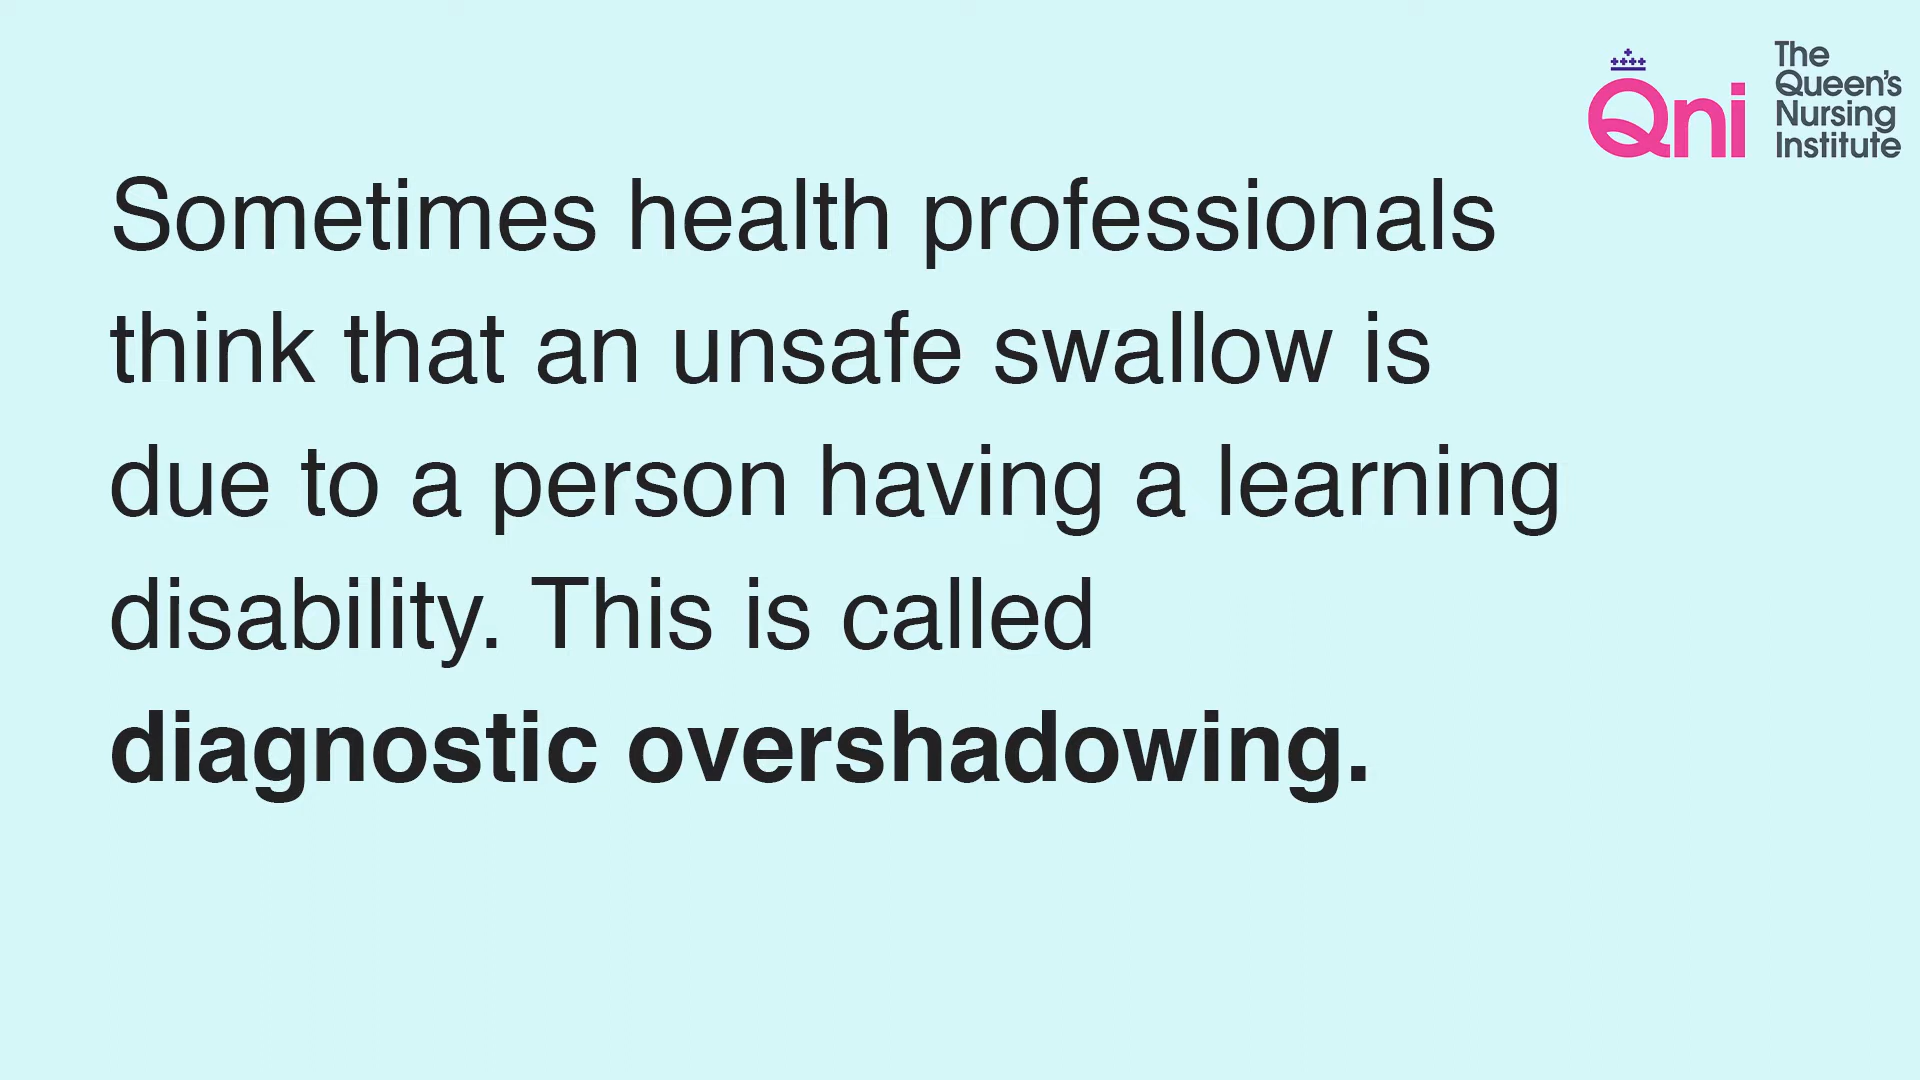 Qni
The
Queen's
Nursing
Institute
Sometimes health professionals
think that an unsafe swallow is
due to a person having a learning
disability. This is called
diagnostic overshadowing.